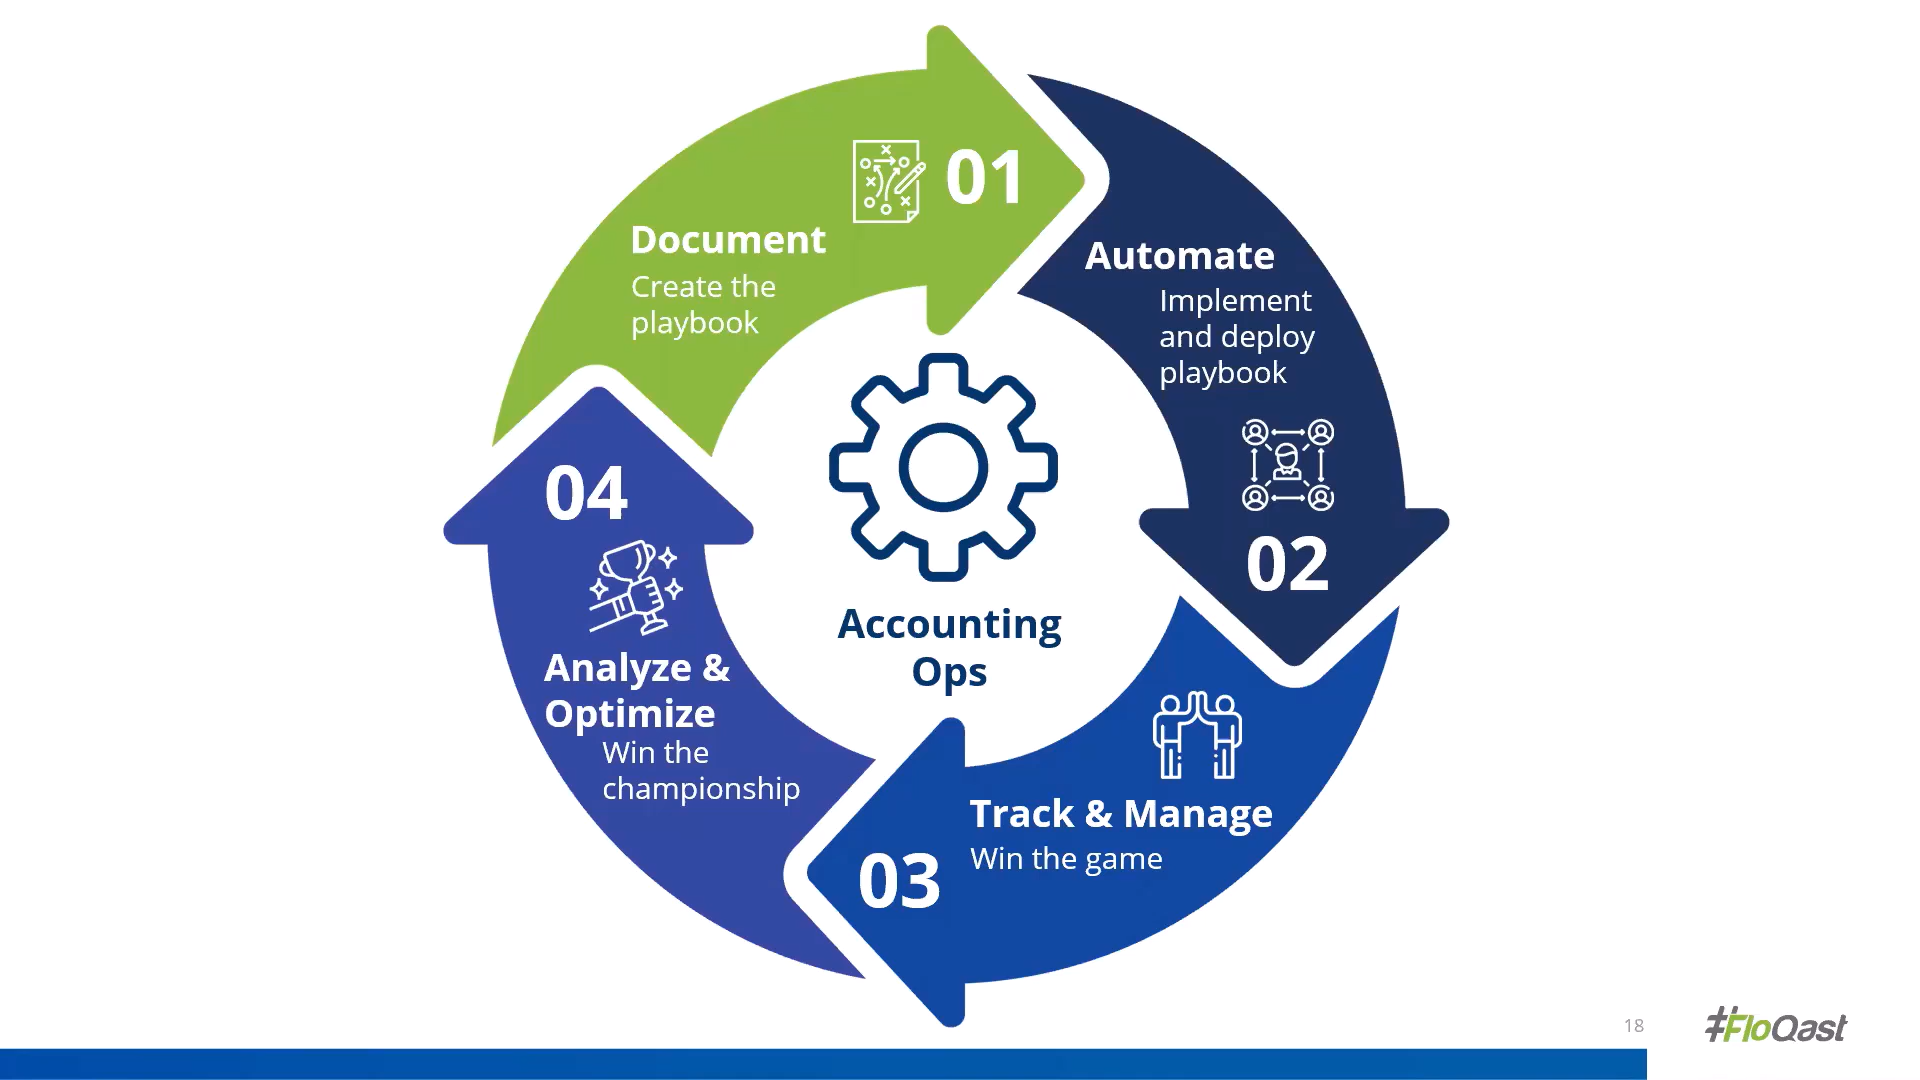 01
Document
Create the
playbook
Automate
Implement
and deploy
playbook
02
Track & Manage
Win the game
03
04
Analyze &
Optimize
Win the
championship
Accounting
Ops
18
#FloQast